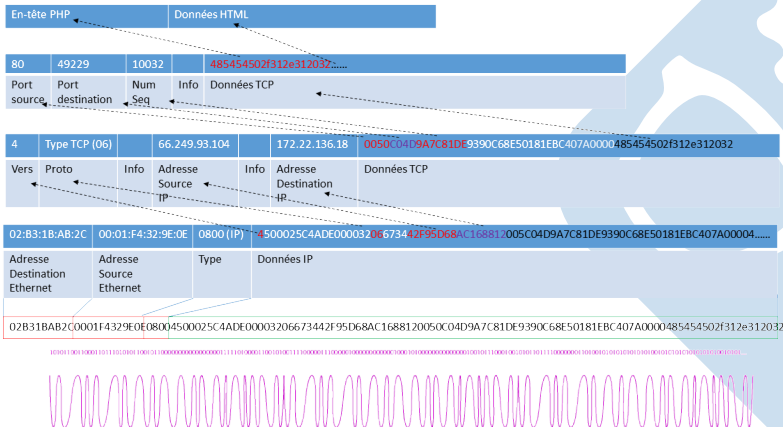 En-tête PHP Données HTML
80 49229 10032 485454502f312e312032......
Port source Port destination Num Seq Info Données TCP
4 Type TCP (06) 66.249.93.104 172.22.136.18 0050C04D9A7C81DE9390C68E50181EBC407A0000485454502f312e312032
Vers Proto Info Adresse Source IP Info Adresse Destination IP Données TCP
02:B3:1B:AB:2C 00:01:F4:32:9E:0E 0800 (IP) 4500025C4ADE0000320667344​2F95D68AC168812005C04D9A7C81DE9390C68E50181EBC407A00004.....
Adresse Destination Ethernet Adresse Source Ethernet Type Données IP
02B31BAB2C0001F4329E0E08004500025C4ADE00003206673442F95D68AC1688120050C04D9A7C81DE9390C68E50181EBC407A0000485454502f312e312032